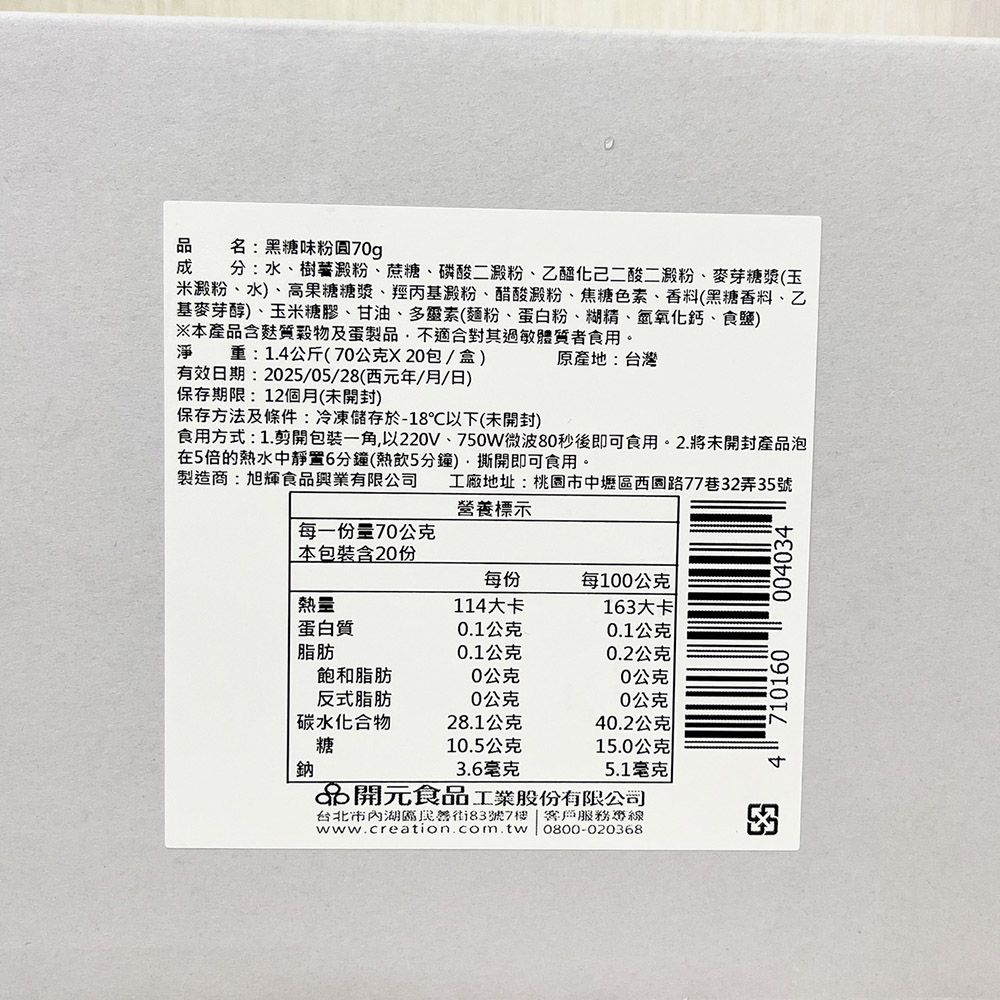 品　　名：黑糖味粉圓70g
成　　分：水、樹薯澱粉、蔗糖、磷酸二澱粉、乙醯化己二酸二澱粉、麥芽糖漿(玉
米澱粉、水)、高果糖糖漿、羥丙基澱粉、醋酸澱粉、焦糖色素、香料(黑糖香料、乙
基麥芽醇)、玉米糖膠、甘油、多靈素(麵粉、蛋白粉、糊精、氫氧化鈣、食鹽)
※本產品含麩質穀物及蛋製品，不適合對其過敏體質者食用。
淨　　重：1.4公斤(70公克X 20包/盒)　原產地：台灣
有效日期：2025/05/28(西元年/月/日)
保存期限：12個月(未開封)
保存方法及條件：冷凍儲存於-18℃以下(未開封)
食用方式：1.剪開包裝一角,以220V、750W微波80秒後即可食用。2.將未開封產品泡
在5倍的熱水中靜置6分鐘(熱飲5分鐘)，撕開即可食用。
製造商：旭輝食品興業有限公司　工廠地址：桃園市中壢區西園路77巷32弄35號
營養標示
每一份量70公克
本包裝含20份
每份　每100公克
熱量　114大卡　163大卡
蛋白質　0.1公克　0.1公克
脂肪　0.1公克　0.2公克
飽和脂肪　0公克　0公克
反式脂肪　0公克　0公克
碳水化合物　28.1公克　40.2公克
糖　10.5公克　15.0公克
鈉　3.6毫克　5.1毫克
4 710160 004034
開元食品工業股份有限公司
台北市內湖區民善街83號7樓　客戶服務專線
www.creation.com.tw　0800-020368